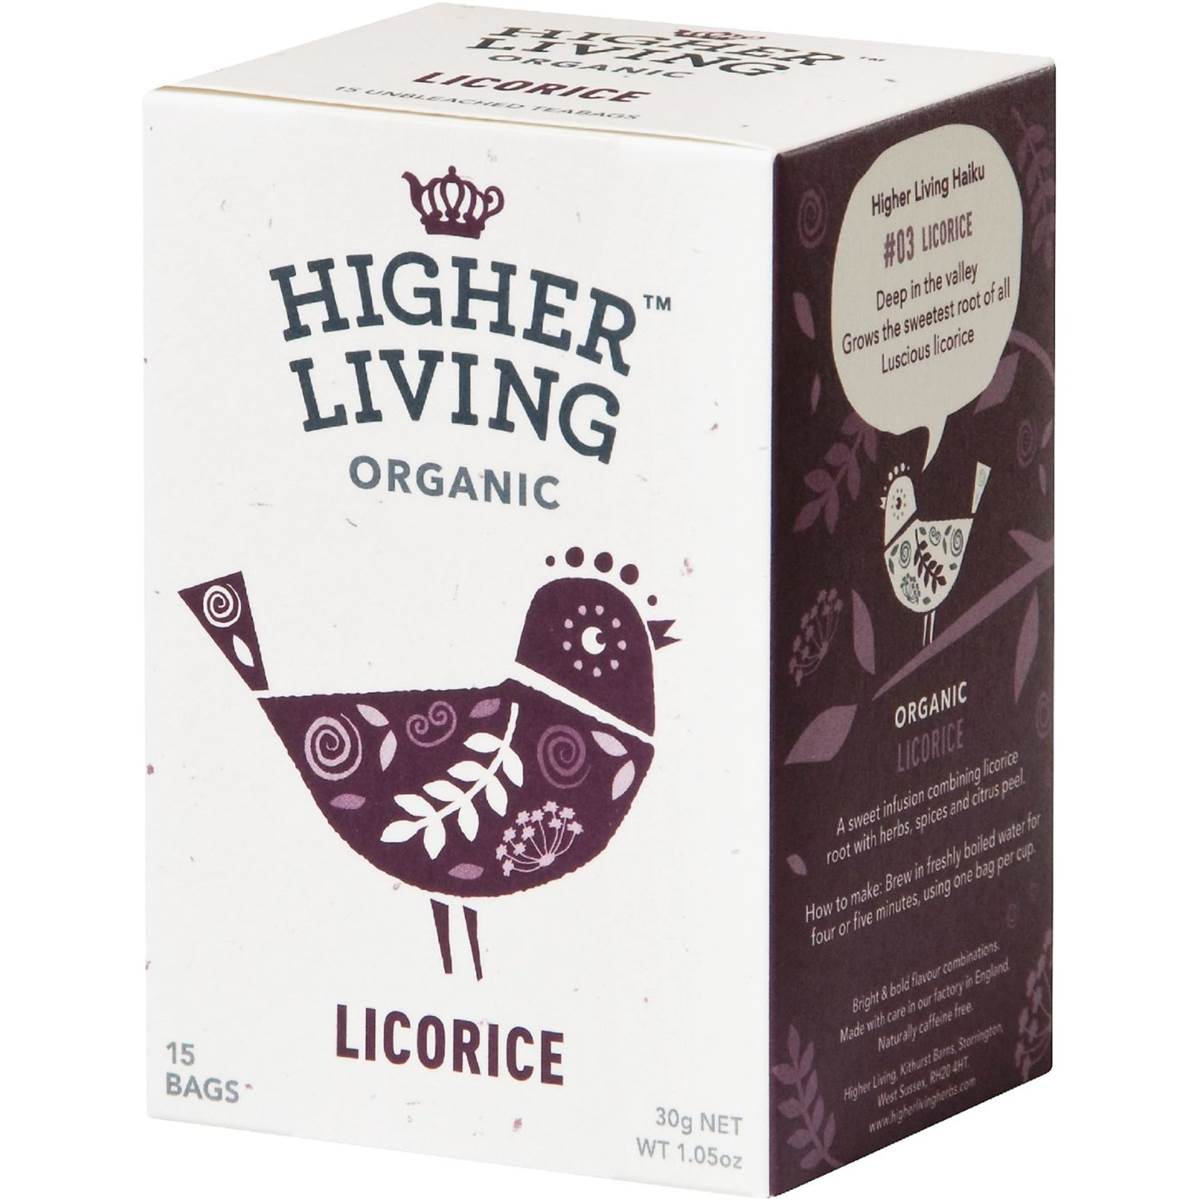 HIGHER
LIVING
ORGANIC
LICORICE
15 UNBLEACHED TEABAGS
HIGHER™
LIVING
ORGANIC
LICORICE
15
BAGS
30g NET
WT 1.05oz
Higher Living Haiku
#03 LICORICE
Deep in the valley
Grows the sweetest root of all
Luscious licorice
ORGANIC
LICORICE
A sweet infusion combining licorice
root with herbs, spices and citrus peel.
How to make: Brew in freshly boiled water for
four or five minutes, using one bag per cup.
Bright & bold flavour combinations.
Made with care in our factory in England.
Naturally caffeine free.
Higher Living, Kithurst Barns, Storrington,
West Sussex, RH20 4HT.
www.higherlivingherbs.com